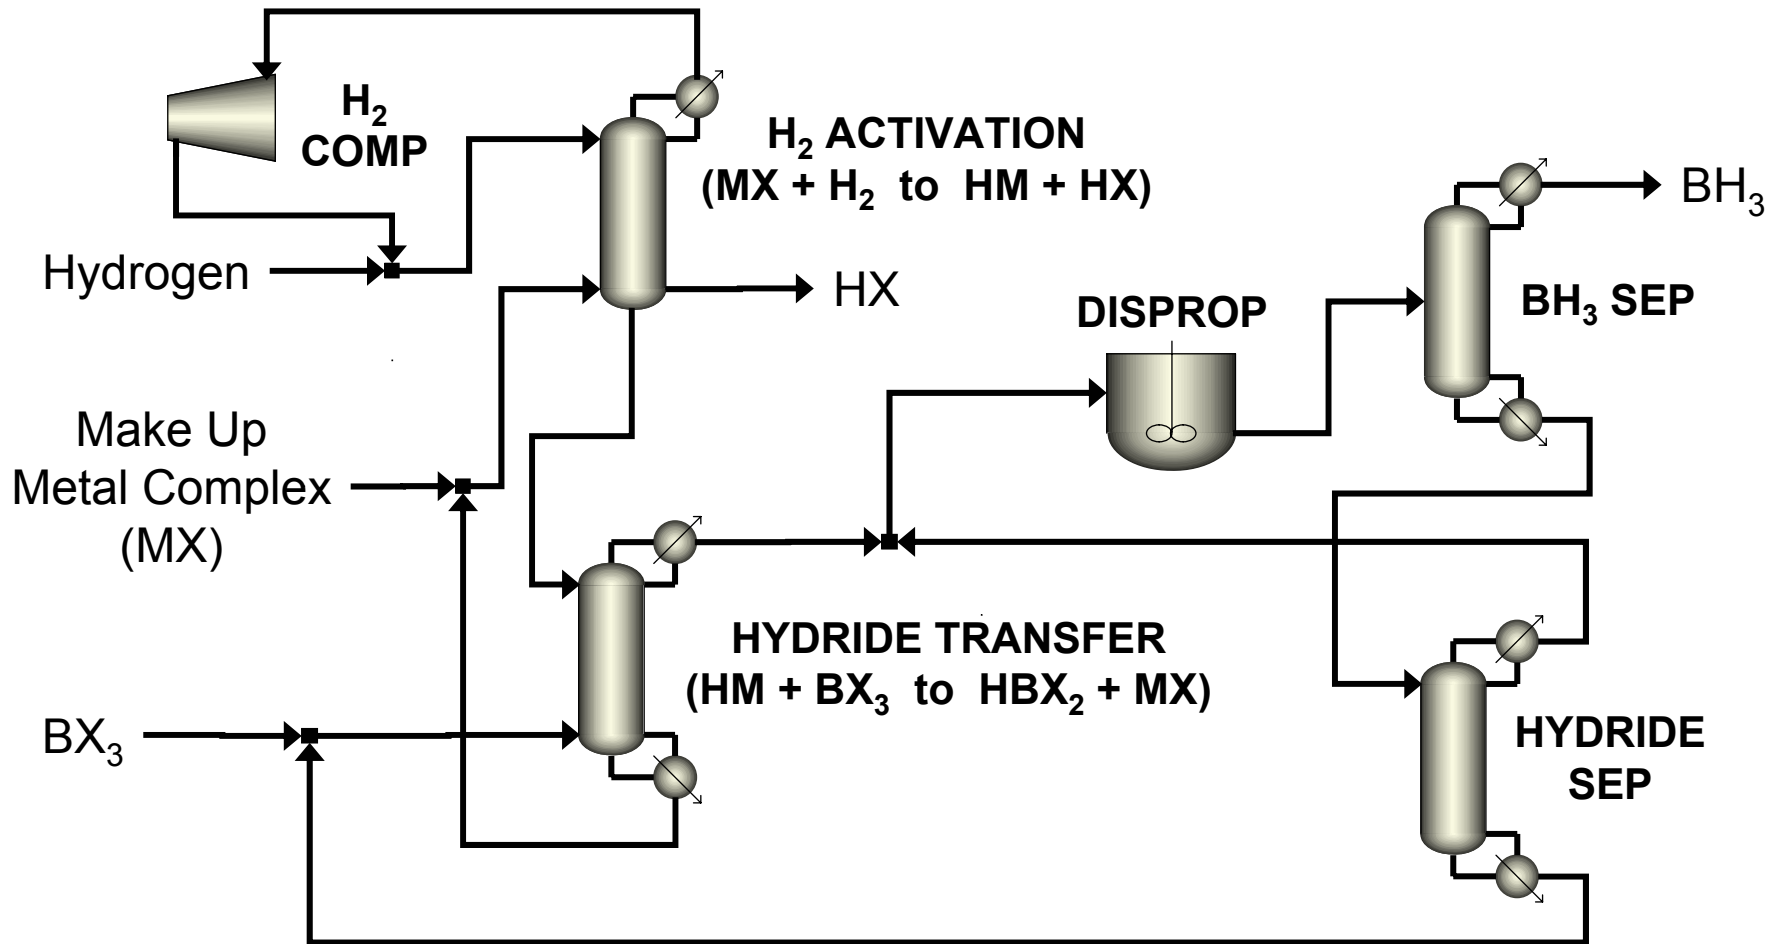 H₂
COMP
H₂ ACTIVATION
(MX + H₂ to HM + HX)
BH₃
Hydrogen
HX
BH₃ SEP
DISPROP
Make Up
Metal Complex
(MX)
HYDRIDE TRANSFER
(HM + BX₃ to HBX₂ + MX)
BX₃
HYDRIDE
SEP